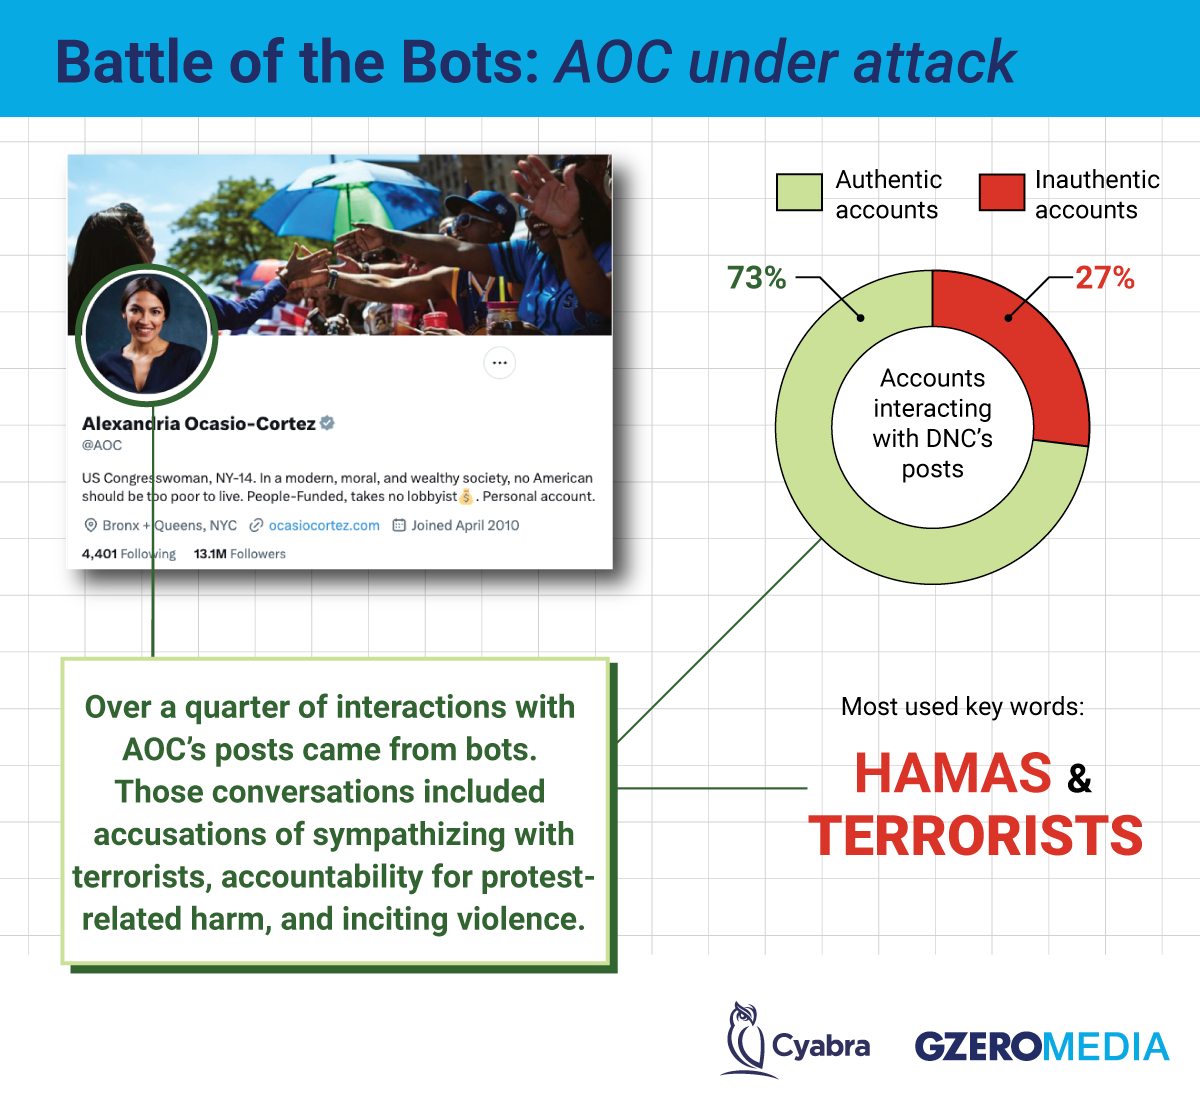 Battle of the Bots: AOC under attack
Alexandria Ocasio-Cortez
@AOC
US Congresswoman, NY-14. In a modern, moral, and wealthy society, no American
should be too poor to live. People-Funded, takes no lobbyist💰. Personal account.
Bronx + Queens, NYC ocasiocortez.com Joined April 2010
4,401 Following 13.1M Followers
Authentic
accounts
Inauthentic
accounts
73%
27%
Accounts
interacting
with DNC's
posts
Over a quarter of interactions with
AOC's posts came from bots.
Those conversations included
accusations of sympathizing with
terrorists, accountability for protest-
related harm, and inciting violence.
Most used key words:
HAMAS &
TERRORISTS
Cyabra
GZEROMEDIA